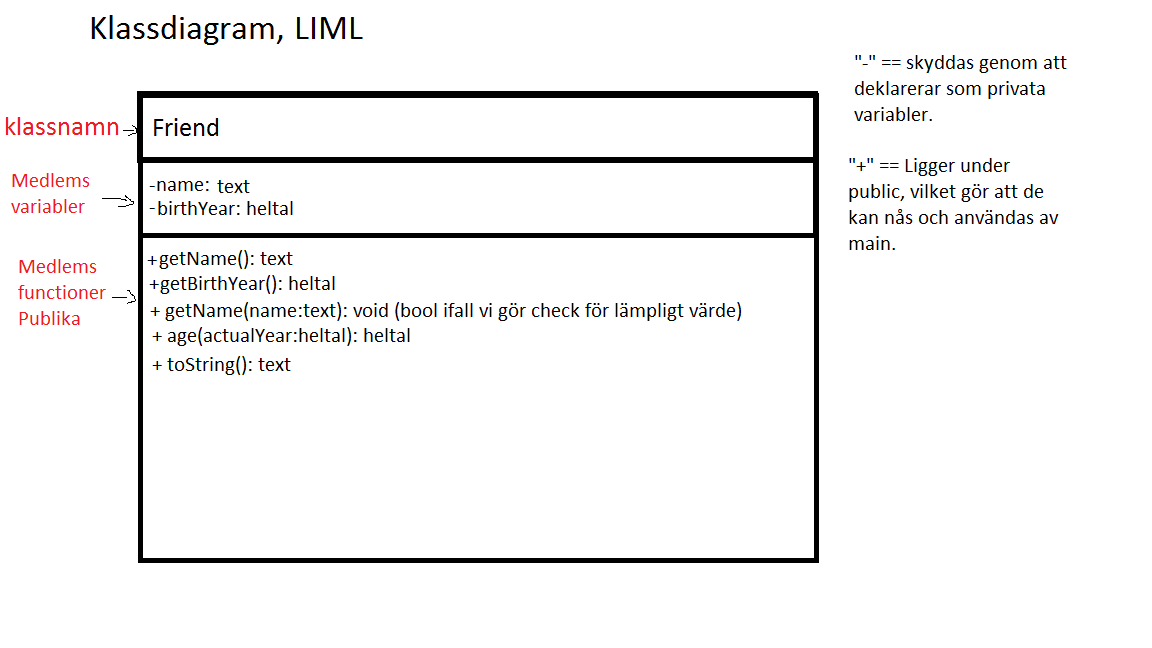 Klassdiagram, LIML
klassnamn
Friend
Medlems
variabler
-name: text
-birthYear: heltal
Medlems
functioner
Publika
+getName(): text
+getBirthYear(): heltal
+ getName(name:text): void (bool ifall vi gör check för lämpligt värde)
+ age(actualYear:heltal): heltal
+ toString(): text
"-" == skyddas genom att
deklarerar som privata
variabler.
"+" == Ligger under
public, vilket gör att de
kan nås och användas av
main.